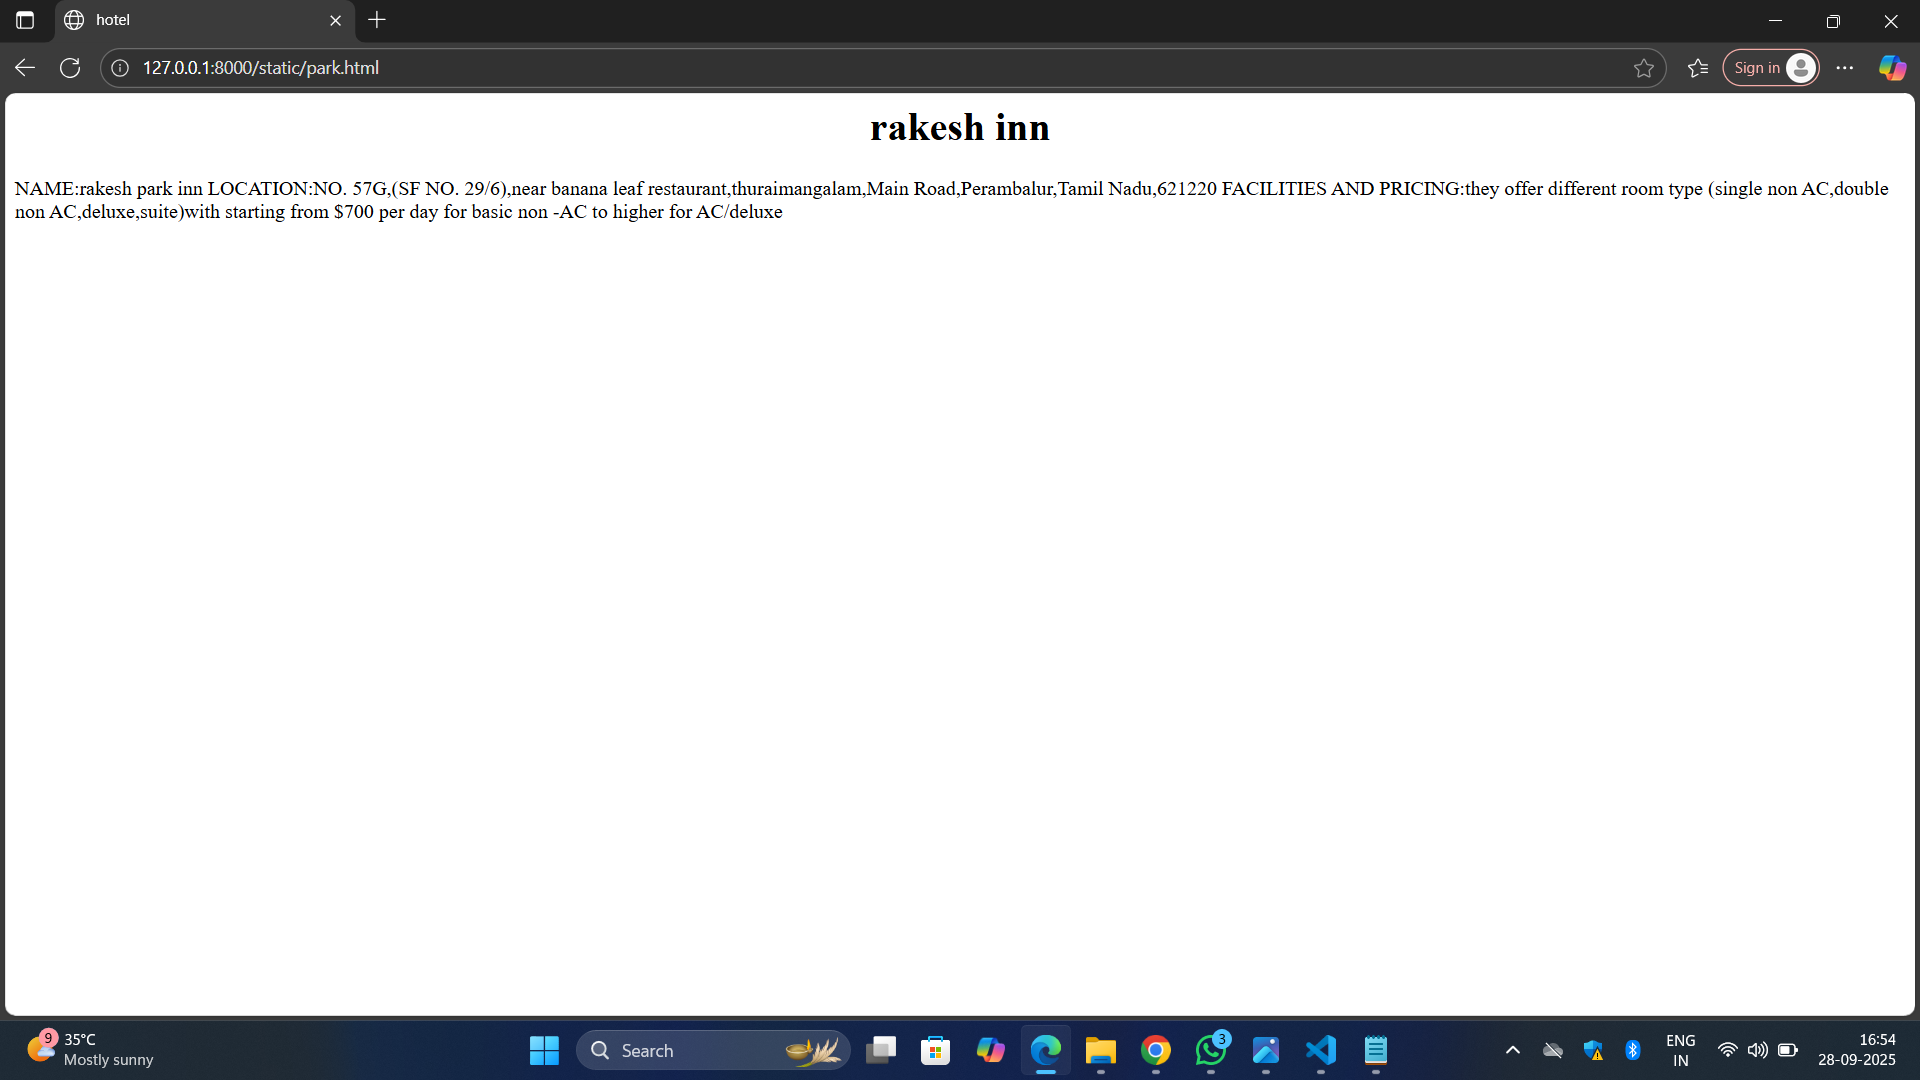 hotel
127.0.0.1:8000/static/park.html
Sign in
rakesh inn
NAME:rakesh park inn LOCATION:NO. 57G,(SF NO. 29/6),near banana leaf restaurant,thuraimangalam,Main Road,Perambalur,Tamil Nadu,621220 FACILITIES AND PRICING:they offer different room type (single non AC,double
non AC,deluxe,suite)with starting from $700 per day for basic non -AC to higher for AC/deluxe
9
35°C
Mostly sunny
Search
3
ENG
IN
16:54
28-09-2025